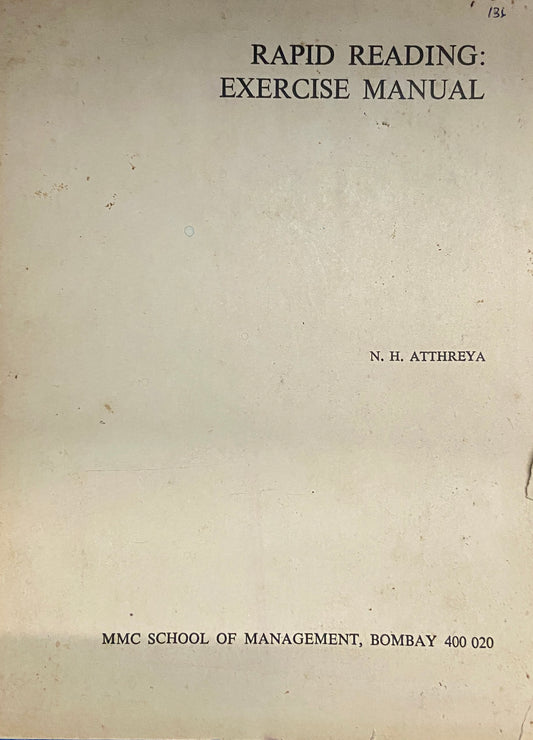 RAPID READING:
EXERCISE MANUAL
N. H. ATTHREYA
MMC SCHOOL OF MANAGEMENT, BOMBAY 400 020